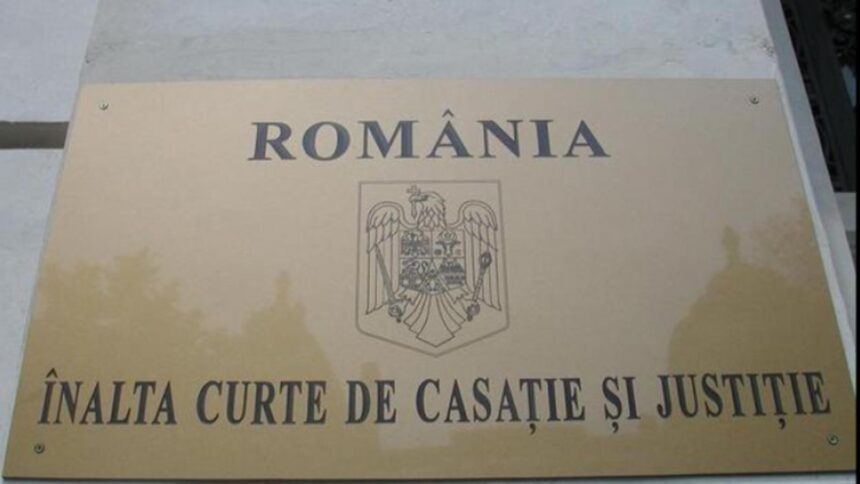 ROMÂNIA
ÎNALTA CURTE DE CASAȚIE ȘI JUSTIȚIE